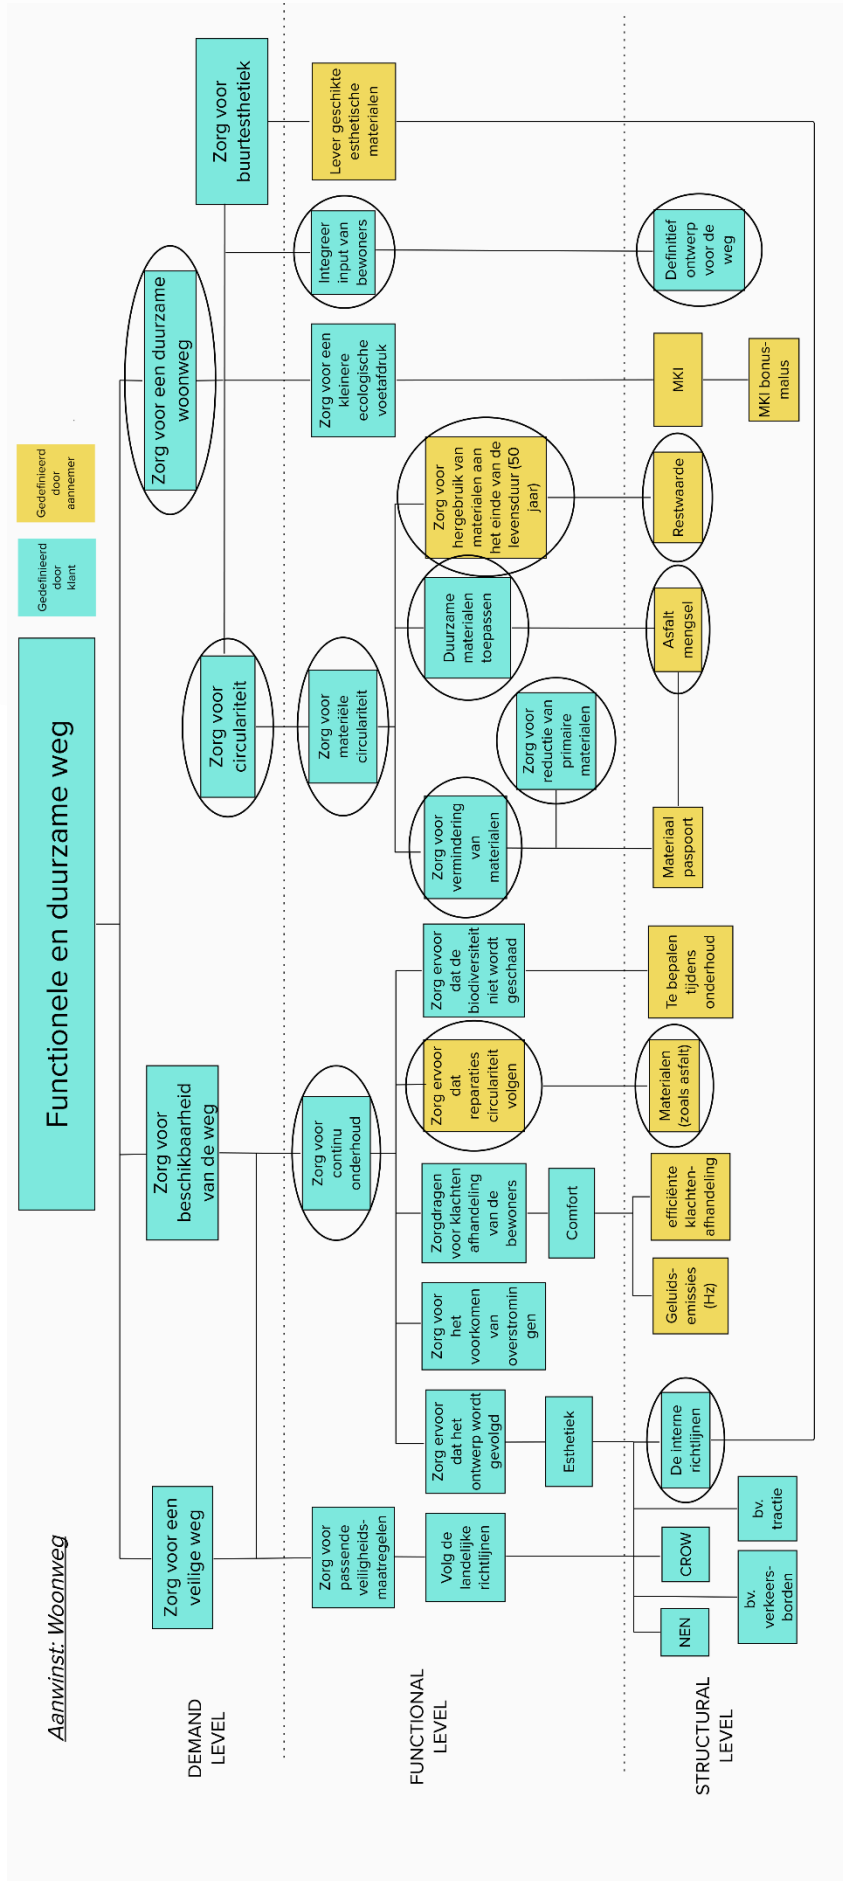 Aanwinst: Woonweg
Functionele en duurzame weg
Gedefinieerd
door
klant
Gedefinieerd
door
aannemer
DEMAND
LEVEL
Zorg voor een
veilige weg
Zorg voor
beschikbaarheid
van de weg
Zorg voor
circulariteit
Zorg voor een duurzame
woonweg
Zorg voor
buurtesthetiek
FUNCTIONAL
LEVEL
Zorg voor
passende
veiligheids-
maatregelen
Zorg voor
continu
onderhoud
Zorg voor
materiële
circulariteit
Zorg voor een
kleinere
ecologische
voetafdruk
Integreer
input van
bewoners
Lever geschikte
esthetische
materialen
Volg de
landelijke
richtlijnen
Zorg ervoor
dat het
ontwerp wordt
gevolgd
Zorg voor
het
voorkomen
van
overstromin
gen
Zorgdragen
voor klachten
afhandeling
van de
bewoners
Zorg ervoor
dat
reparaties
circulariteit
volgen
Zorg ervoor
dat de
biodiversiteit
niet wordt
geschaad
Zorg voor
vermindering
van
materialen
Duurzame
materialen
toepassen
Zorg voor
hergebruik van
materialen aan
het einde van de
levensduur (50
jaar)
Esthetiek
Comfort
Zorg voor
reductie van
primaire
materialen
STRUCTURAL
LEVEL
NEN
CROW
De interne
richtlijnen
Geluids-
emissies
(Hz)
efficiënte
klachten-
afhandeling
Materialen
(zoals asfalt)
Te bepalen
tijdens
onderhoud
Materiaal
paspoort
Asfalt
mengsel
Restwaarde
MKI
Definitief
ontwerp
voor de
weg
bv.
verkeers-
borden
bv.
tractie
MKI bonus-
malus